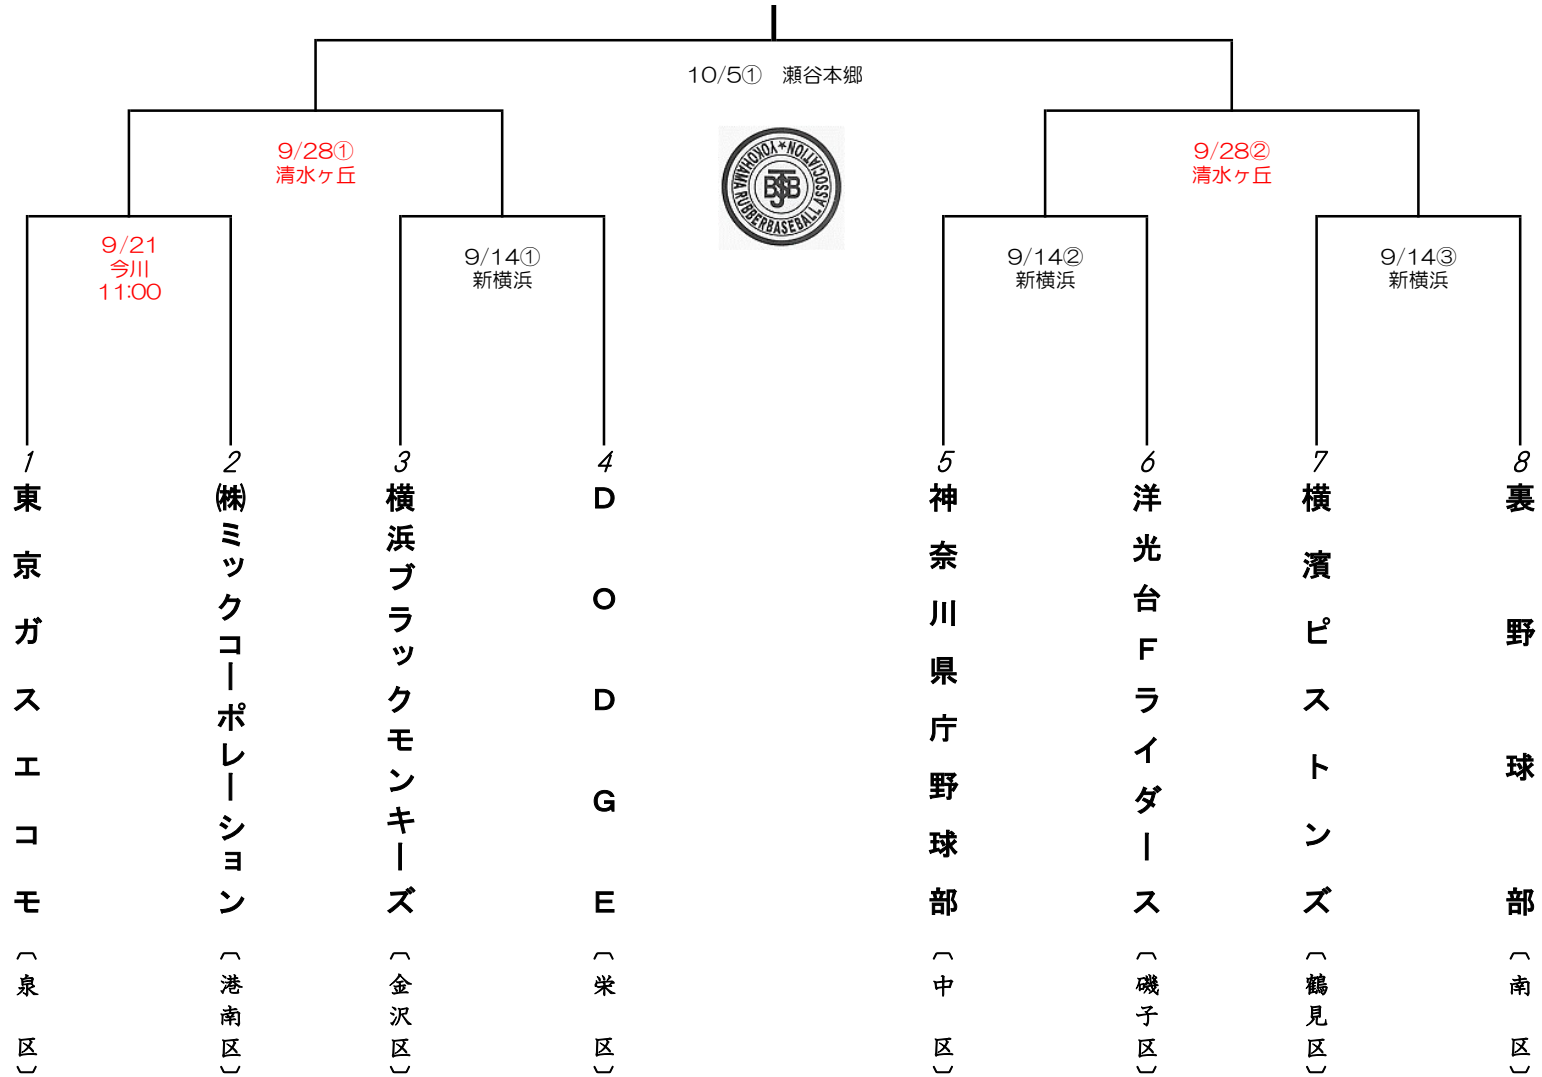 10/5① 瀬谷本郷
9/28①
清水ヶ丘
9/28②
清水ヶ丘
YOKOHAMA RUBBERBASEBALL ASSOCIATION★
9/21
今川
11:00
9/14①
新横浜
9/14②
新横浜
9/14③
新横浜
1
東京ガスエコモ
〔泉 区〕
2
㈱ミックコーポレーション
〔港南区〕
3
横浜ブラックモンキーズ
〔金沢区〕
4
DODGE
〔栄 区〕
5
神奈川県庁野球部
〔中 区〕
6
洋光台Fライダース
〔磯子区〕
7
横濱ピストンズ
〔鶴見区〕
8
裏野球部
〔南 区〕